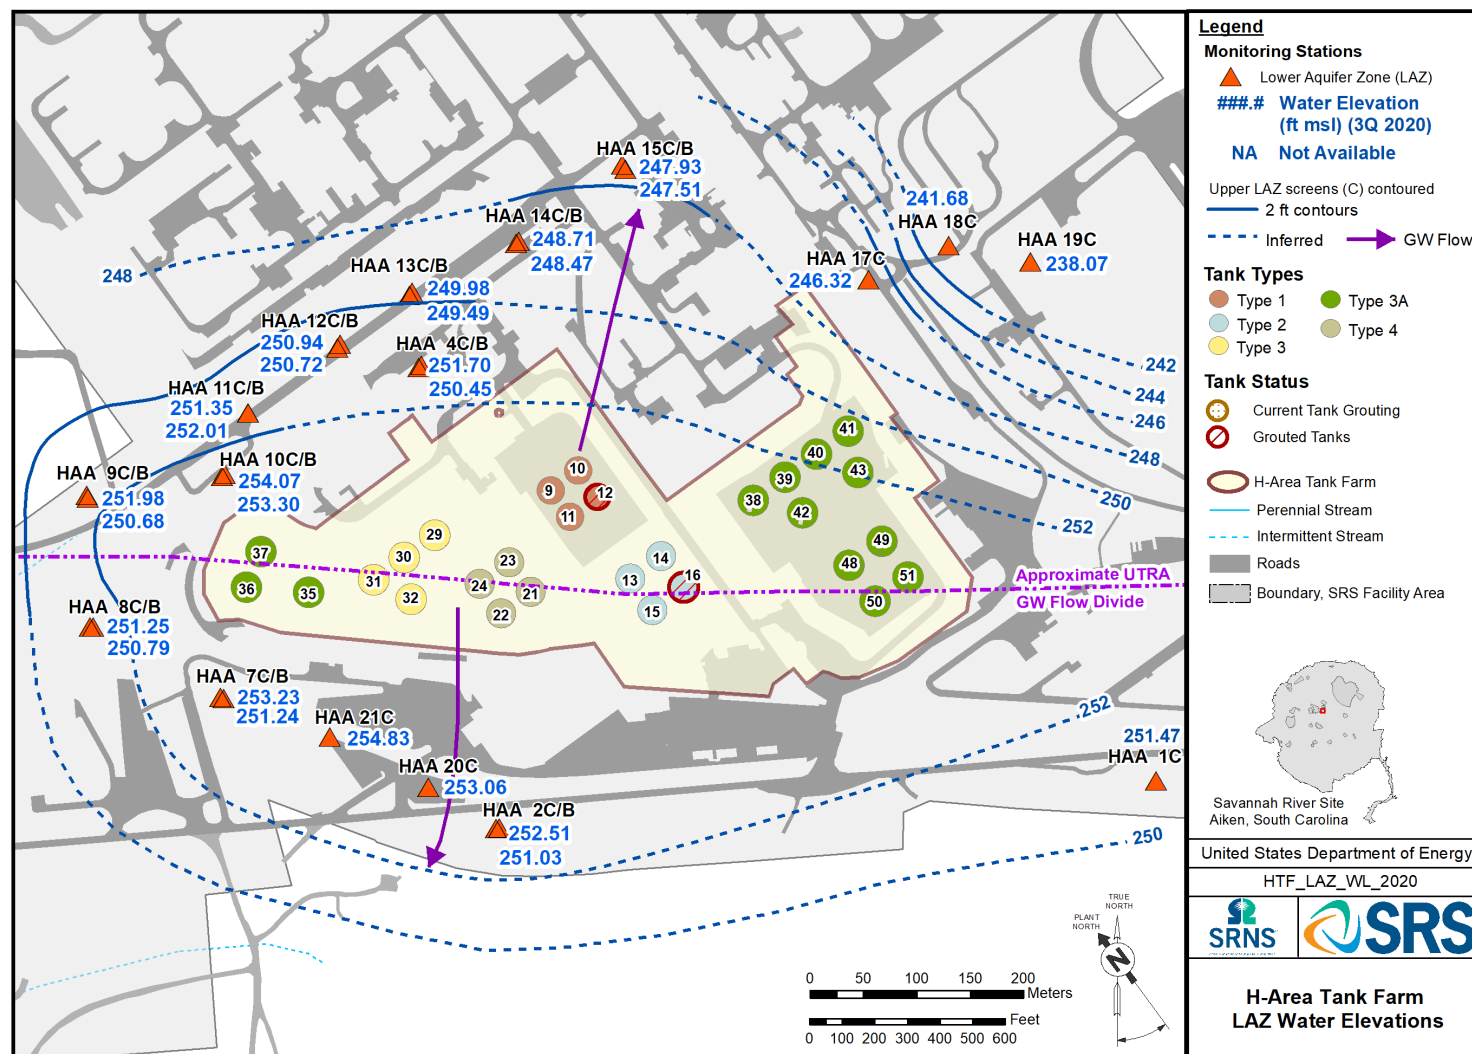 HAA 15C/B
247.93
247.51
HAA 14C/B
248.71
248.47
241.68
HAA 18C
HAA 19C
238.07
HAA 17C
246.32
248
HAA 13C/B
249.98
249.49
HAA 12C/B
250.94
250.72
HAA 4C/B
251.70
250.45
HAA 11C/B
251.35
252.01
HAA 10C/B
254.07
253.30
HAA 9C/B
251.98
250.68
242
244
246
248
250
252
41
40
43
39
38
42
10
9
12
11
29
49
37
30
23
14
48
31
24
13
16
51
36
35
32
21
50
22
15
Approximate UTRA
GW Flow Divide
HAA 8C/B
251.25
250.79
HAA 7C/B
253.23
251.24
HAA 21C
254.83
HAA 20C
253.06
HAA 2C/B
252.51
251.03
252
251.47
HAA 1C
250
TRUE
NORTH
PLANT
NORTH
N
0 50 100 150 200
Meters
Feet
0 100 200 300 400 500 600
Legend
Monitoring Stations
Lower Aquifer Zone (LAZ)
###.# Water Elevation
(ft msl) (3Q 2020)
NA Not Available
Upper LAZ screens (C) contoured
2 ft contours
Inferred GW Flow
Tank Types
Type 1 Type 3A
Type 2 Type 4
Type 3
Tank Status
Current Tank Grouting
Grouted Tanks
H-Area Tank Farm
Perennial Stream
Intermittent Stream
Roads
Boundary, SRS Facility Area
Savannah River Site
Aiken, South Carolina
United States Department of Energy
HTF_LAZ_WL_2020
SRNS
SRS
H-Area Tank Farm
LAZ Water Elevations